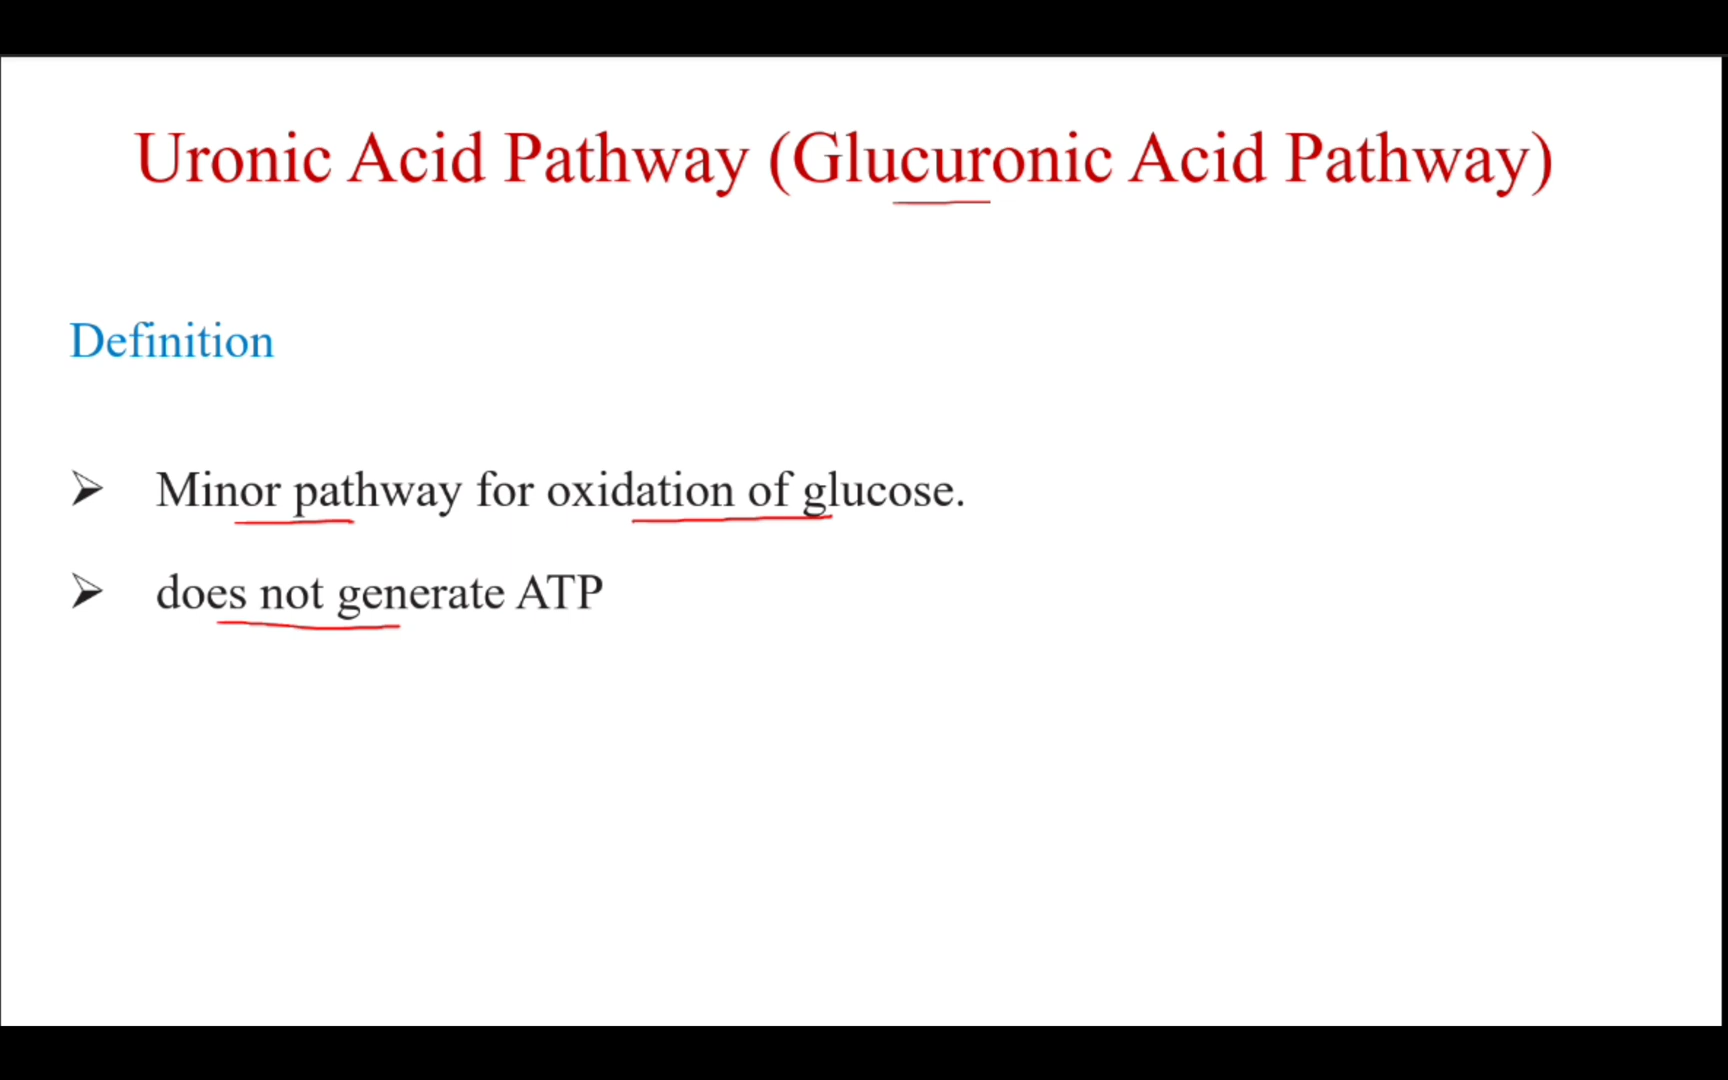 Uronic Acid Pathway (Glucuronic Acid Pathway)
Definition
➢ Minor pathway for oxidation of glucose.
➢ does not generate ATP